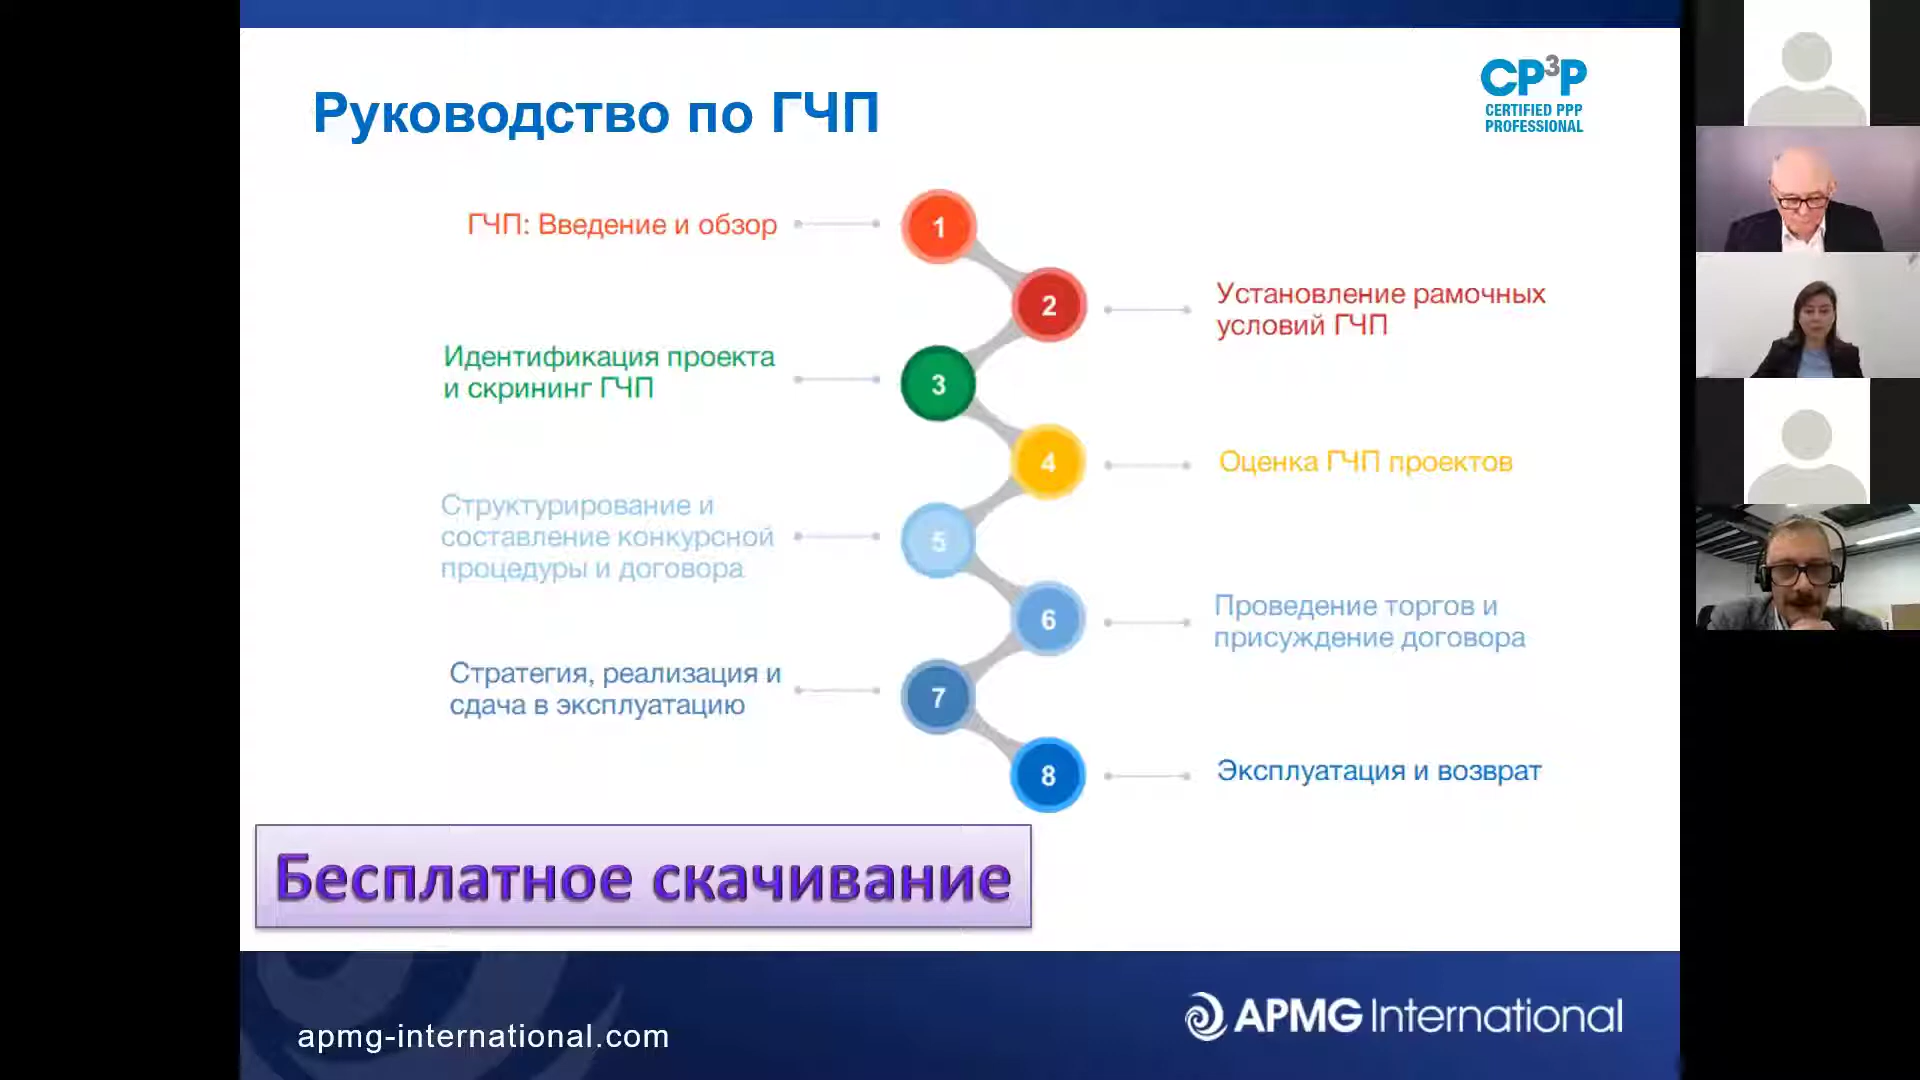 Руководство по ГЧП
CP3P
CERTIFIED PPP
PROFESSIONAL
ГЧП: Введение и обзор
1
2
Установление рамочных
условий ГЧП
Идентификация проекта
и скрининг ГЧП
3
4
Оценка ГЧП проектов
Структурирование и
составление конкурсной
процедуры и договора
5
6
Проведение торгов и
присуждение договора
Стратегия, реализация и
сдача в эксплуатацию
7
8
Эксплуатация и возврат
Бесплатное скачивание
apmg-international.com
APMG International